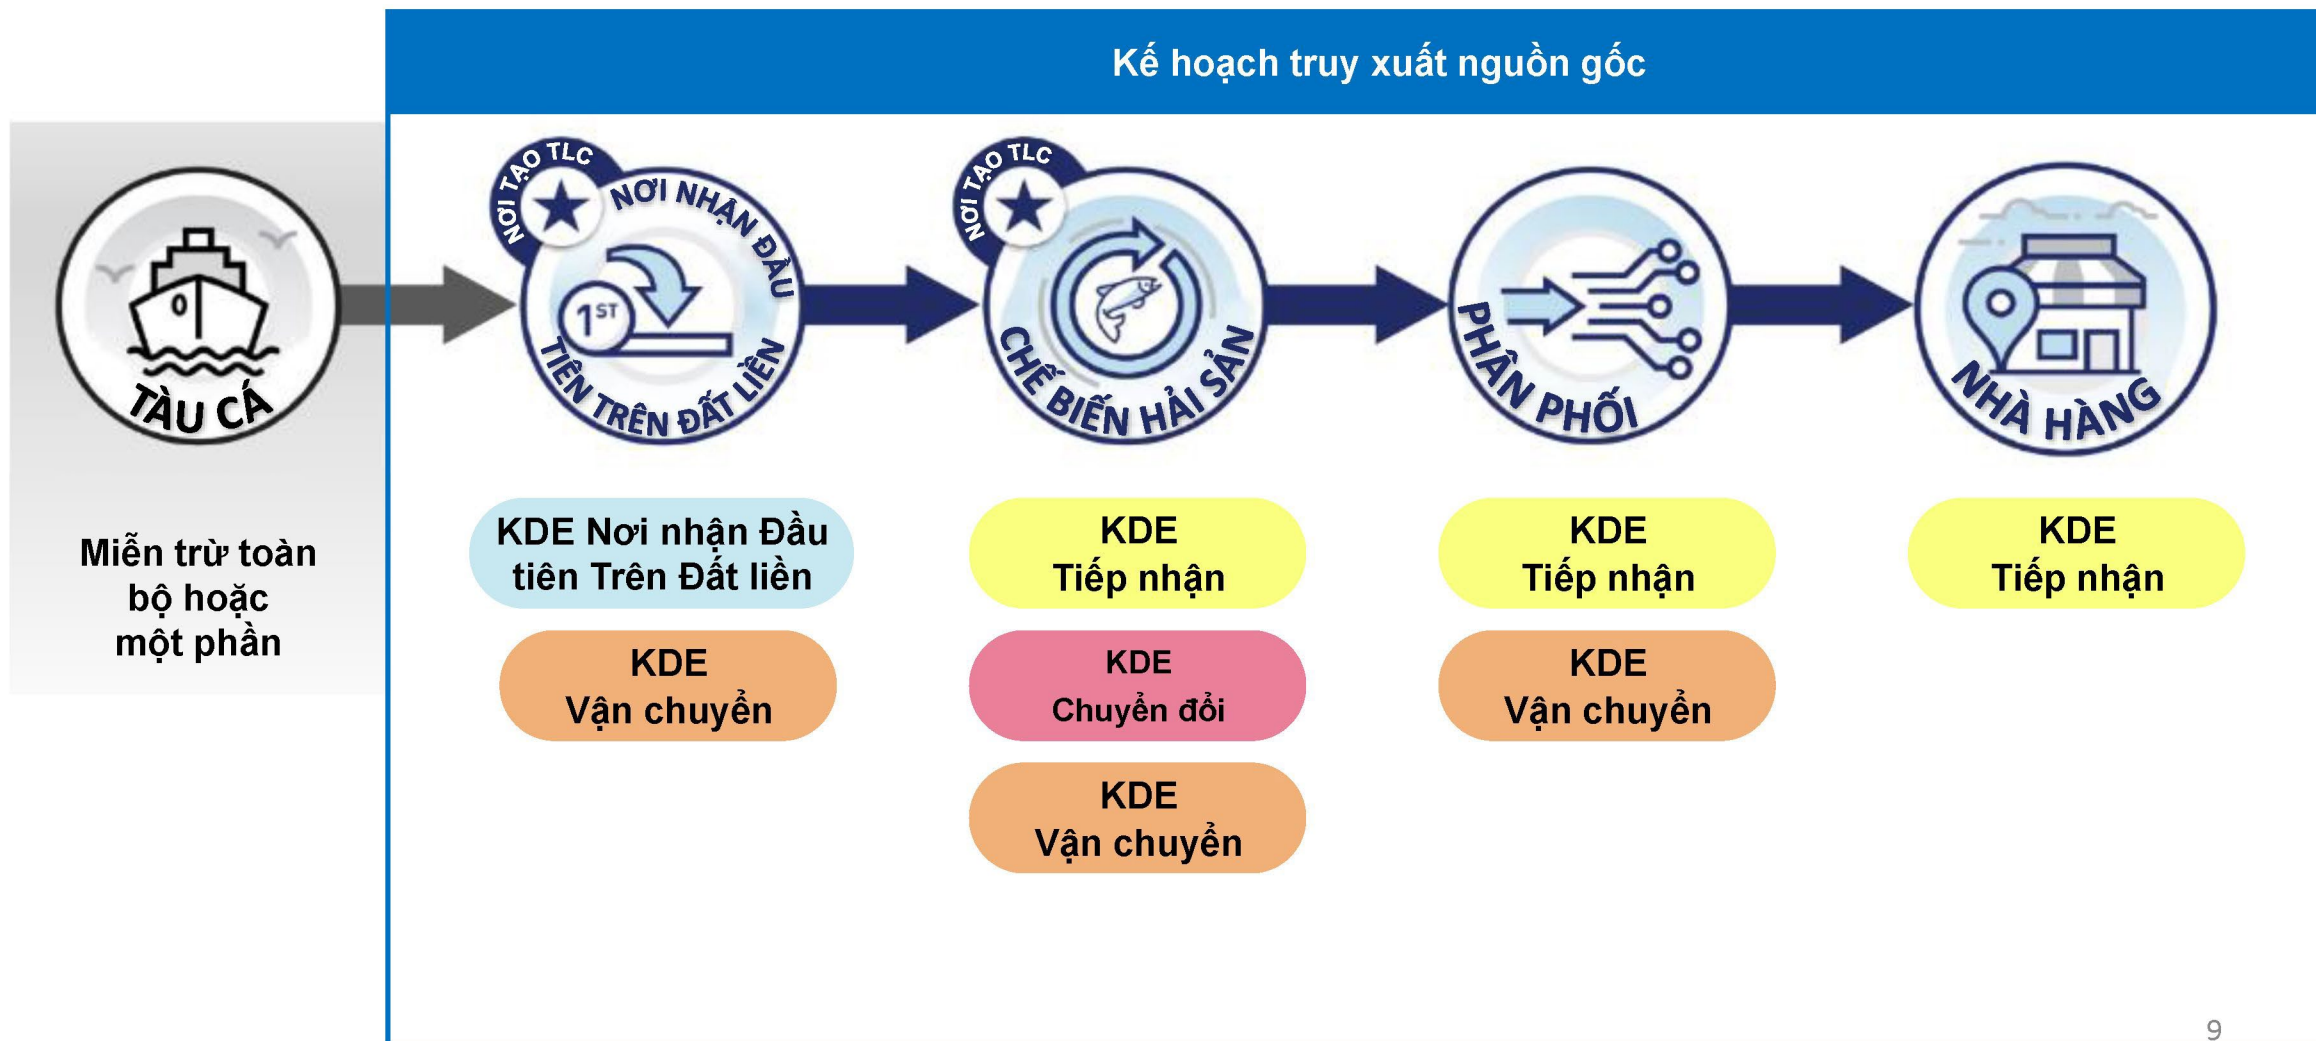 Kế hoạch truy xuất nguồn gốc
TÀU CÁ
NƠI TẠO TLC
NƠI NHẬN ĐẦU
1ST
TIÊN TRÊN ĐẤT LIỀN
NƠI TẠO TLC
CHẾ BIẾN HẢI SẢN
PHÂN PHỐI
NHÀ HÀNG
Miễn trừ toàn
bộ hoặc
một phần
KDE Nơi nhận Đầu
tiên Trên Đất liền
KDE
Vận chuyển
KDE
Tiếp nhận
KDE
Chuyển đổi
KDE
Vận chuyển
KDE
Tiếp nhận
KDE
Vận chuyển
KDE
Tiếp nhận
9